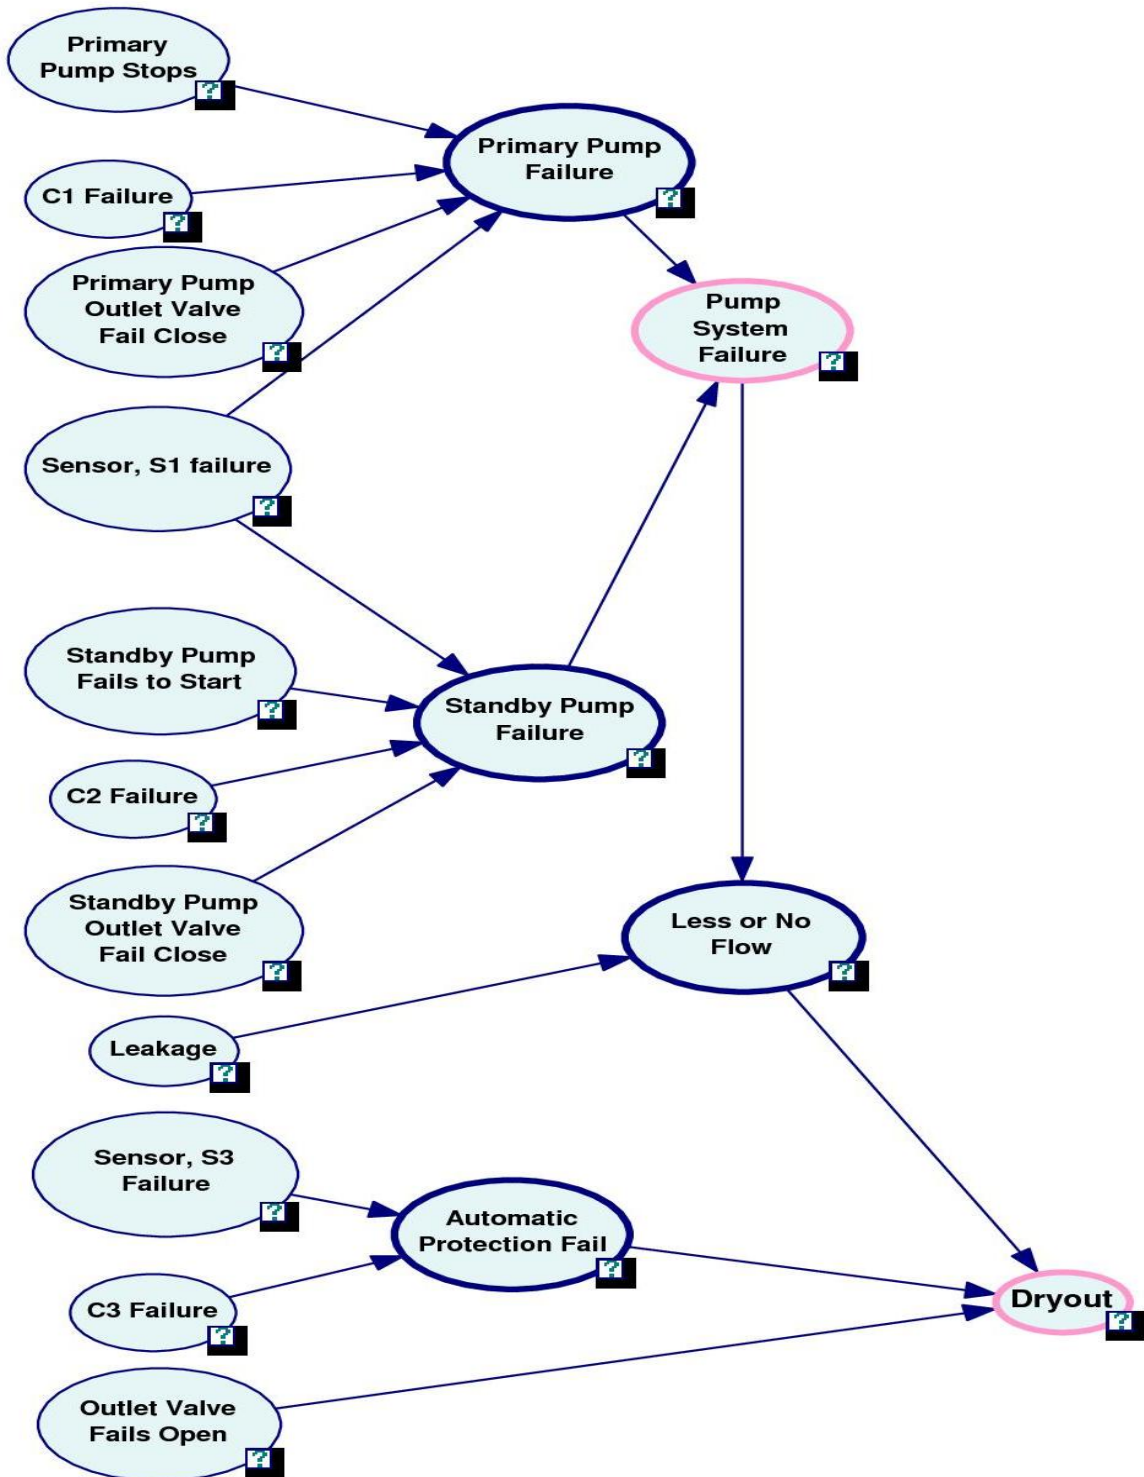 Primary
Pump Stops
?
Primary Pump
Failure
?
C1 Failure
?
Primary Pump
Outlet Valve
Fail Close
?
Pump
System
Failure
?
Sensor, S1 failure
?
Standby Pump
Fails to Start
?
Standby Pump
Failure
?
C2 Failure
?
Standby Pump
Outlet Valve
Fail Close
?
Less or No
Flow
?
Leakage
?
Sensor, S3
Failure
?
Automatic
Protection Fail
?
C3 Failure
?
Dryout
?
Outlet Valve
Fails Open
?